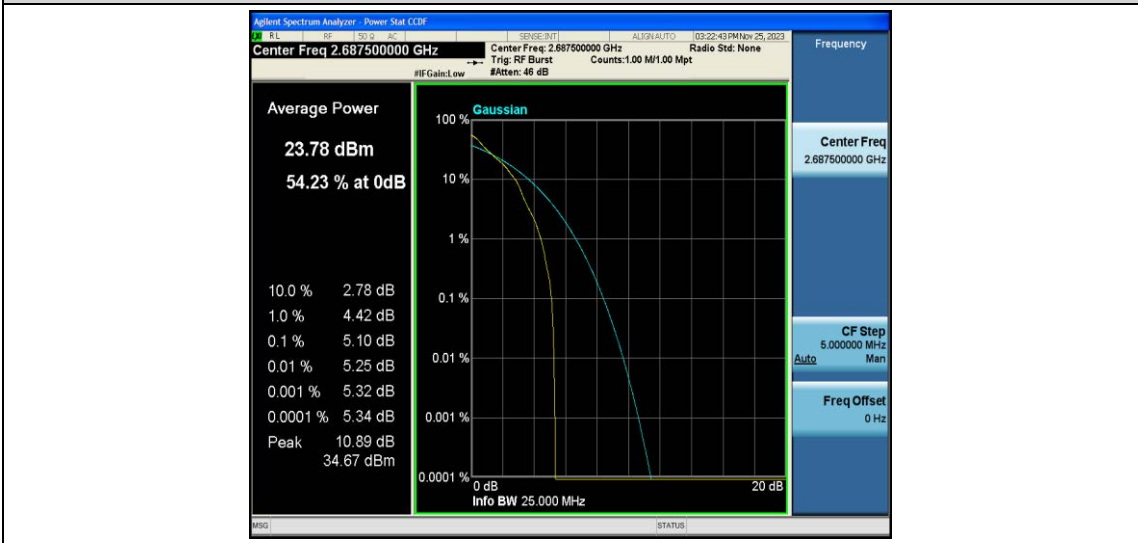 Agilent Spectrum Analyzer - Power Stat CCDF
RL RF 50 Ω AC SENSE:INT ALIGNAUTO 03:22:43 PM Nov 25, 2023
Center Freq 2.687500000 GHz
Center Freq: 2.687500000 GHz Radio Std: None
Trig: RF Burst Counts:1.00 M/1.00 Mpt
#IFGain:Low #Atten: 46 dB
Frequency
Average Power
23.78 dBm
54.23 % at 0dB
10.0 % 2.78 dB
1.0 % 4.42 dB
0.1 % 5.10 dB
0.01 % 5.25 dB
0.001 % 5.32 dB
0.0001 % 5.34 dB
Peak 10.89 dB
34.67 dBm
Gaussian
100 %
10 %
1 %
0.1 %
0.01 %
0.001 %
0.0001 %
0 dB 20 dB
Info BW 25.000 MHz
Center Freq
2.687500000 GHz
CF Step
5.000000 MHz
Auto Man
Freq Offset
0 Hz
MSG STATUS